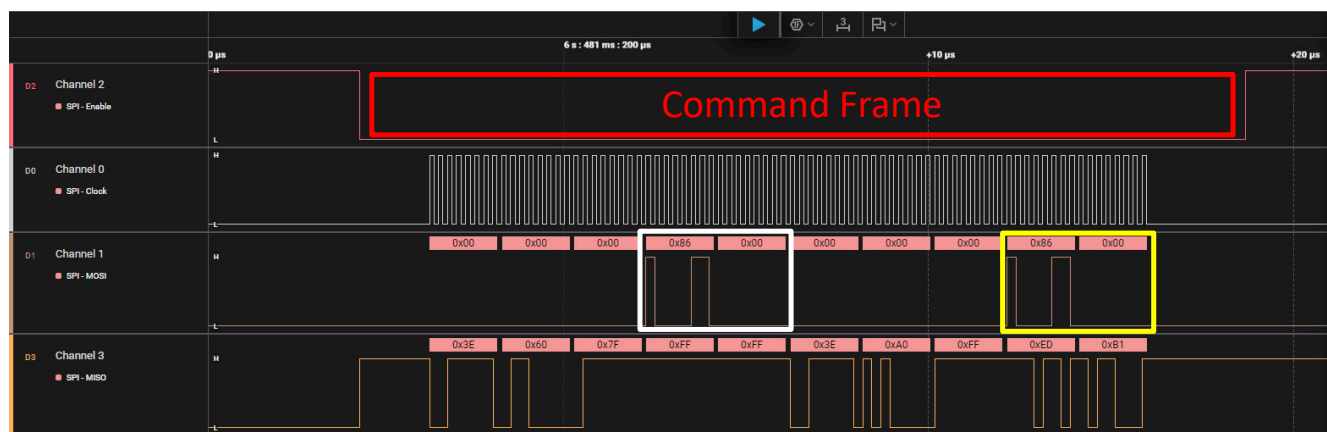 3
0 µs
6 s : 481 ms : 200 µs
+10 µs
+20 µs
D2 Channel 2
SPI - Enable
H
L
Command Frame
D0 Channel 0
SPI - Clock
H
L
D1 Channel 1
SPI - MOSI
H
L
0x00 0x00 0x00 0x86 0x00 0x00 0x00 0x00 0x86 0x00
D3 Channel 3
SPI - MISO
H
L
0x3E 0x60 0x7F 0xFF 0xFF 0x3E 0xA0 0xFF 0xED 0xB1